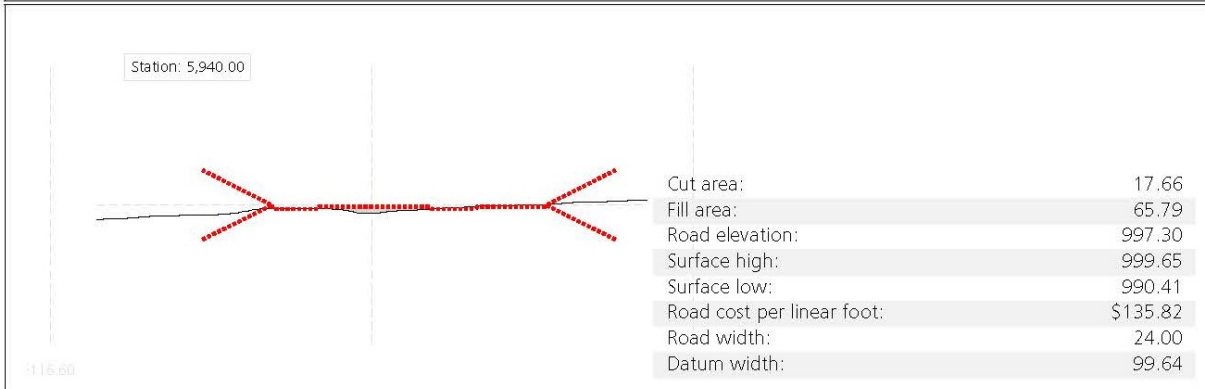 Station: 5,940.00
Cut area: 17.66
Fill area: 65.79
Road elevation: 997.30
Surface high: 999.65
Surface low: 990.41
Road cost per linear foot: $135.82
Road width: 24.00
Datum width: 99.64
-116.60